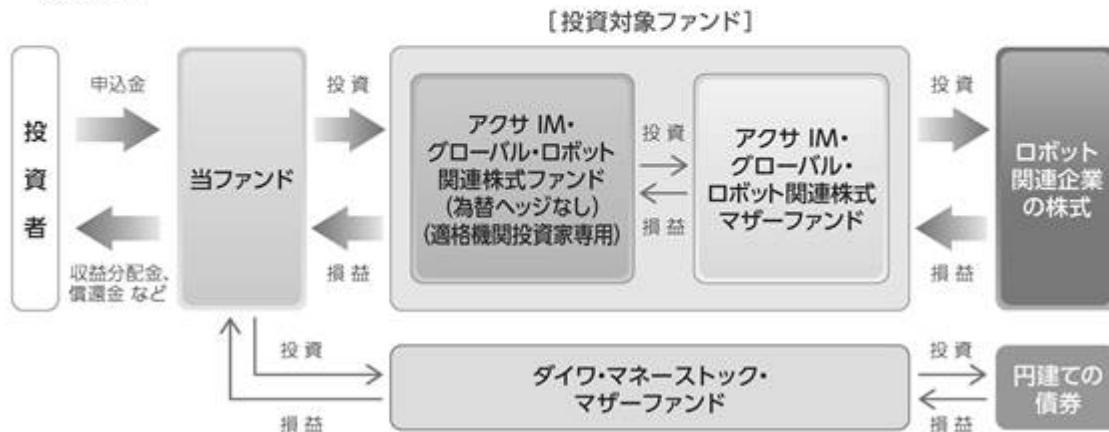 [投資対象ファンド]
投資者
申込金
収益分配金、
償還金 など
当ファンド
投資
損益
アクサ IM・
グローバル・ロボット
関連株式ファンド
(為替ヘッジなし)
(適格機関投資家専用)
投資
損益
アクサ IM・
グローバル・
ロボット関連株式
マザーファンド
投資
損益
ロボット
関連企業
の株式
投資
損益
ダイワ・マネーストック・
マザーファンド
投資
損益
円建ての
債券